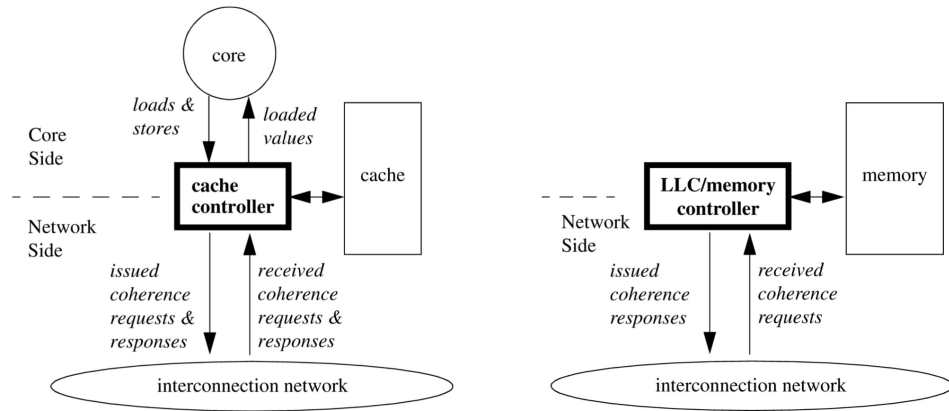 core
loads &
stores
loaded
values
Core
Side
cache
controller
cache
Network
Side
issued
coherence
requests &
responses
received
coherence
requests &
responses
interconnection network
LLC/memory
controller
memory
Network
Side
issued
coherence
responses
received
coherence
requests
interconnection network